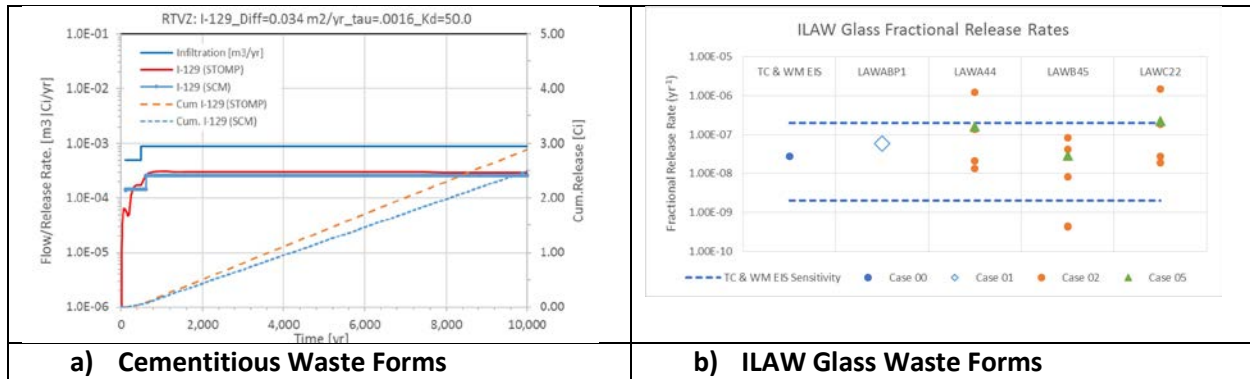 RTVZ: I-129_Diff=0.034 m2/yr_tau=.0016_Kd=50.0
1.0E-01
1.0E-02
1.0E-03
1.0E-04
1.0E-05
1.0E-06
Flow/Release Rate. [m3 |Ci/yr]
Infiltration [m3/yr]
I-129 (STOMP)
I-129 (SCM)
Cum I-129 (STOMP)
Cum. I-129 (SCM)
5.00
4.00
3.00
2.00
1.00
0.00
Cum.Release [Ci]
0 2,000 4,000 6,000 8,000 10,000
Time [yr]
a) Cementitious Waste Forms
ILAW Glass Fractional Release Rates
1.00E-05
1.00E-06
1.00E-07
1.00E-08
1.00E-09
1.00E-10
Fractional Release Rate (yr-1)
TC & WM EIS LAWABP1 LAWA44 LAWB45 LAWC22
TC & WM EIS Sensitivity Case 00 Case 01 Case 02 Case 05
b) ILAW Glass Waste Forms